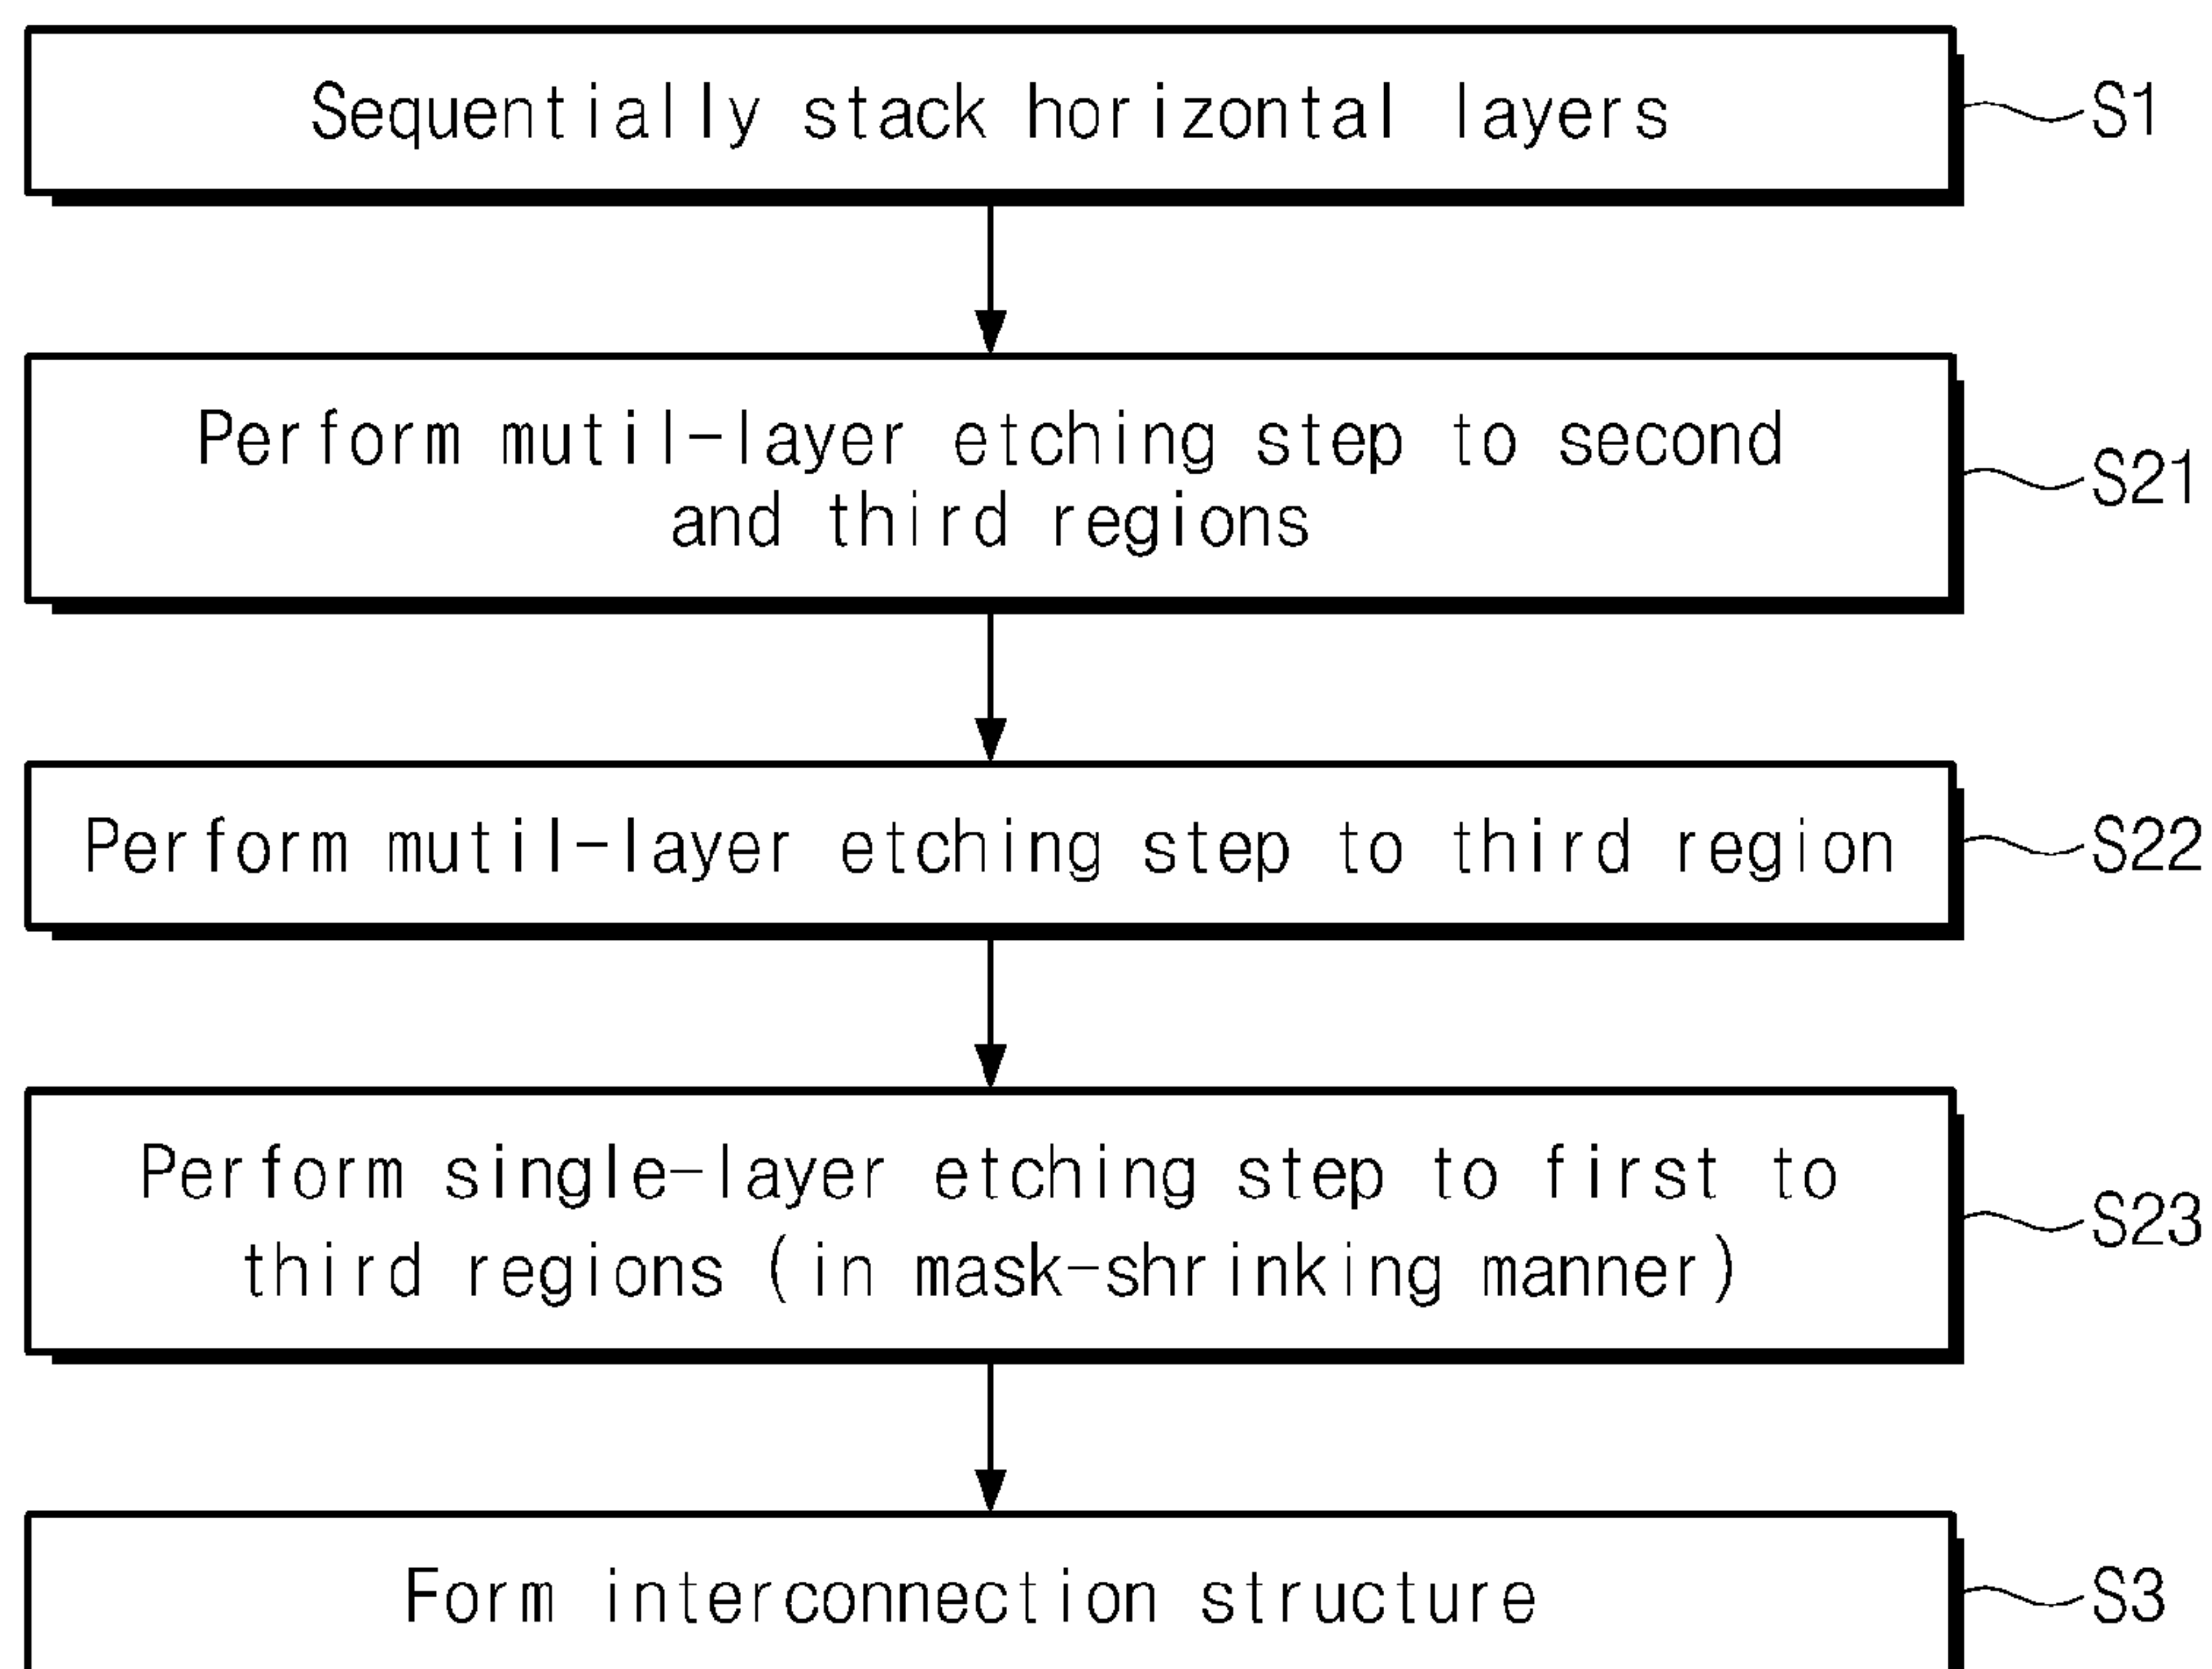 Sequentially stack horizontal layers
S1
Perform mutil-layer etching step to second
and third regions
S21
Perform mutil-layer etching step to third region
S22
Perform single-layer etching step to first to
third regions (in mask-shrinking manner)
S23
Form interconnection structure
S3